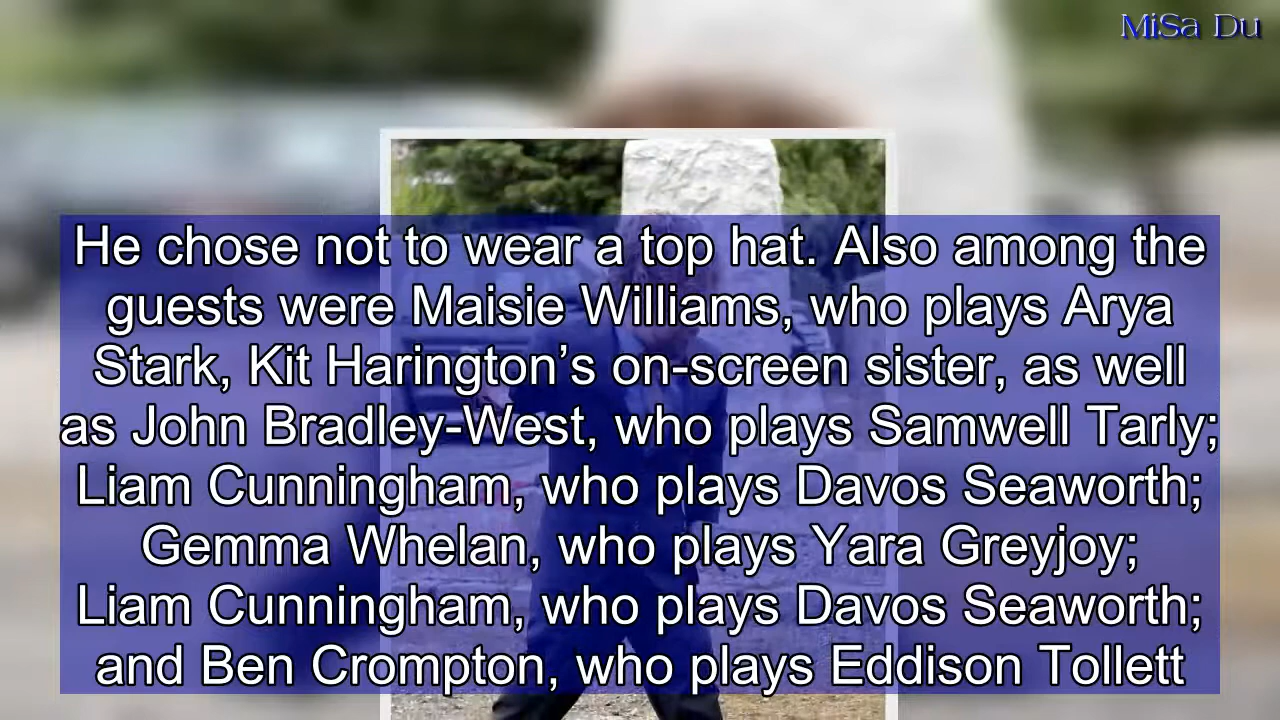 MiSa Du
He chose not to wear a top hat. Also among the
guests were Maisie Williams, who plays Arya
Stark, Kit Harington’s on-screen sister, as well
as John Bradley-West, who plays Samwell Tarly;
Liam Cunningham, who plays Davos Seaworth;
Gemma Whelan, who plays Yara Greyjoy;
Liam Cunningham, who plays Davos Seaworth;
and Ben Crompton, who plays Eddison Tollett